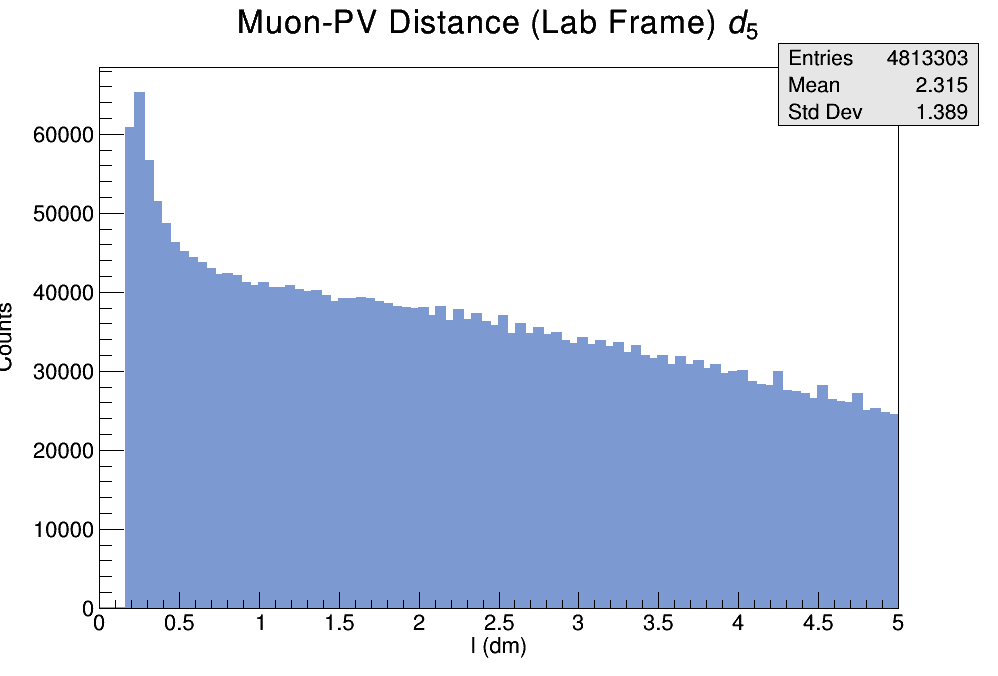 Muon-PV Distance (Lab Frame) d5
Entries 4813303
Mean 2.315
Std Dev 1.389
60000
50000
40000
30000
20000
10000
0
Counts
0 0.5 1 1.5 2 2.5 3 3.5 4 4.5 5
l (dm)